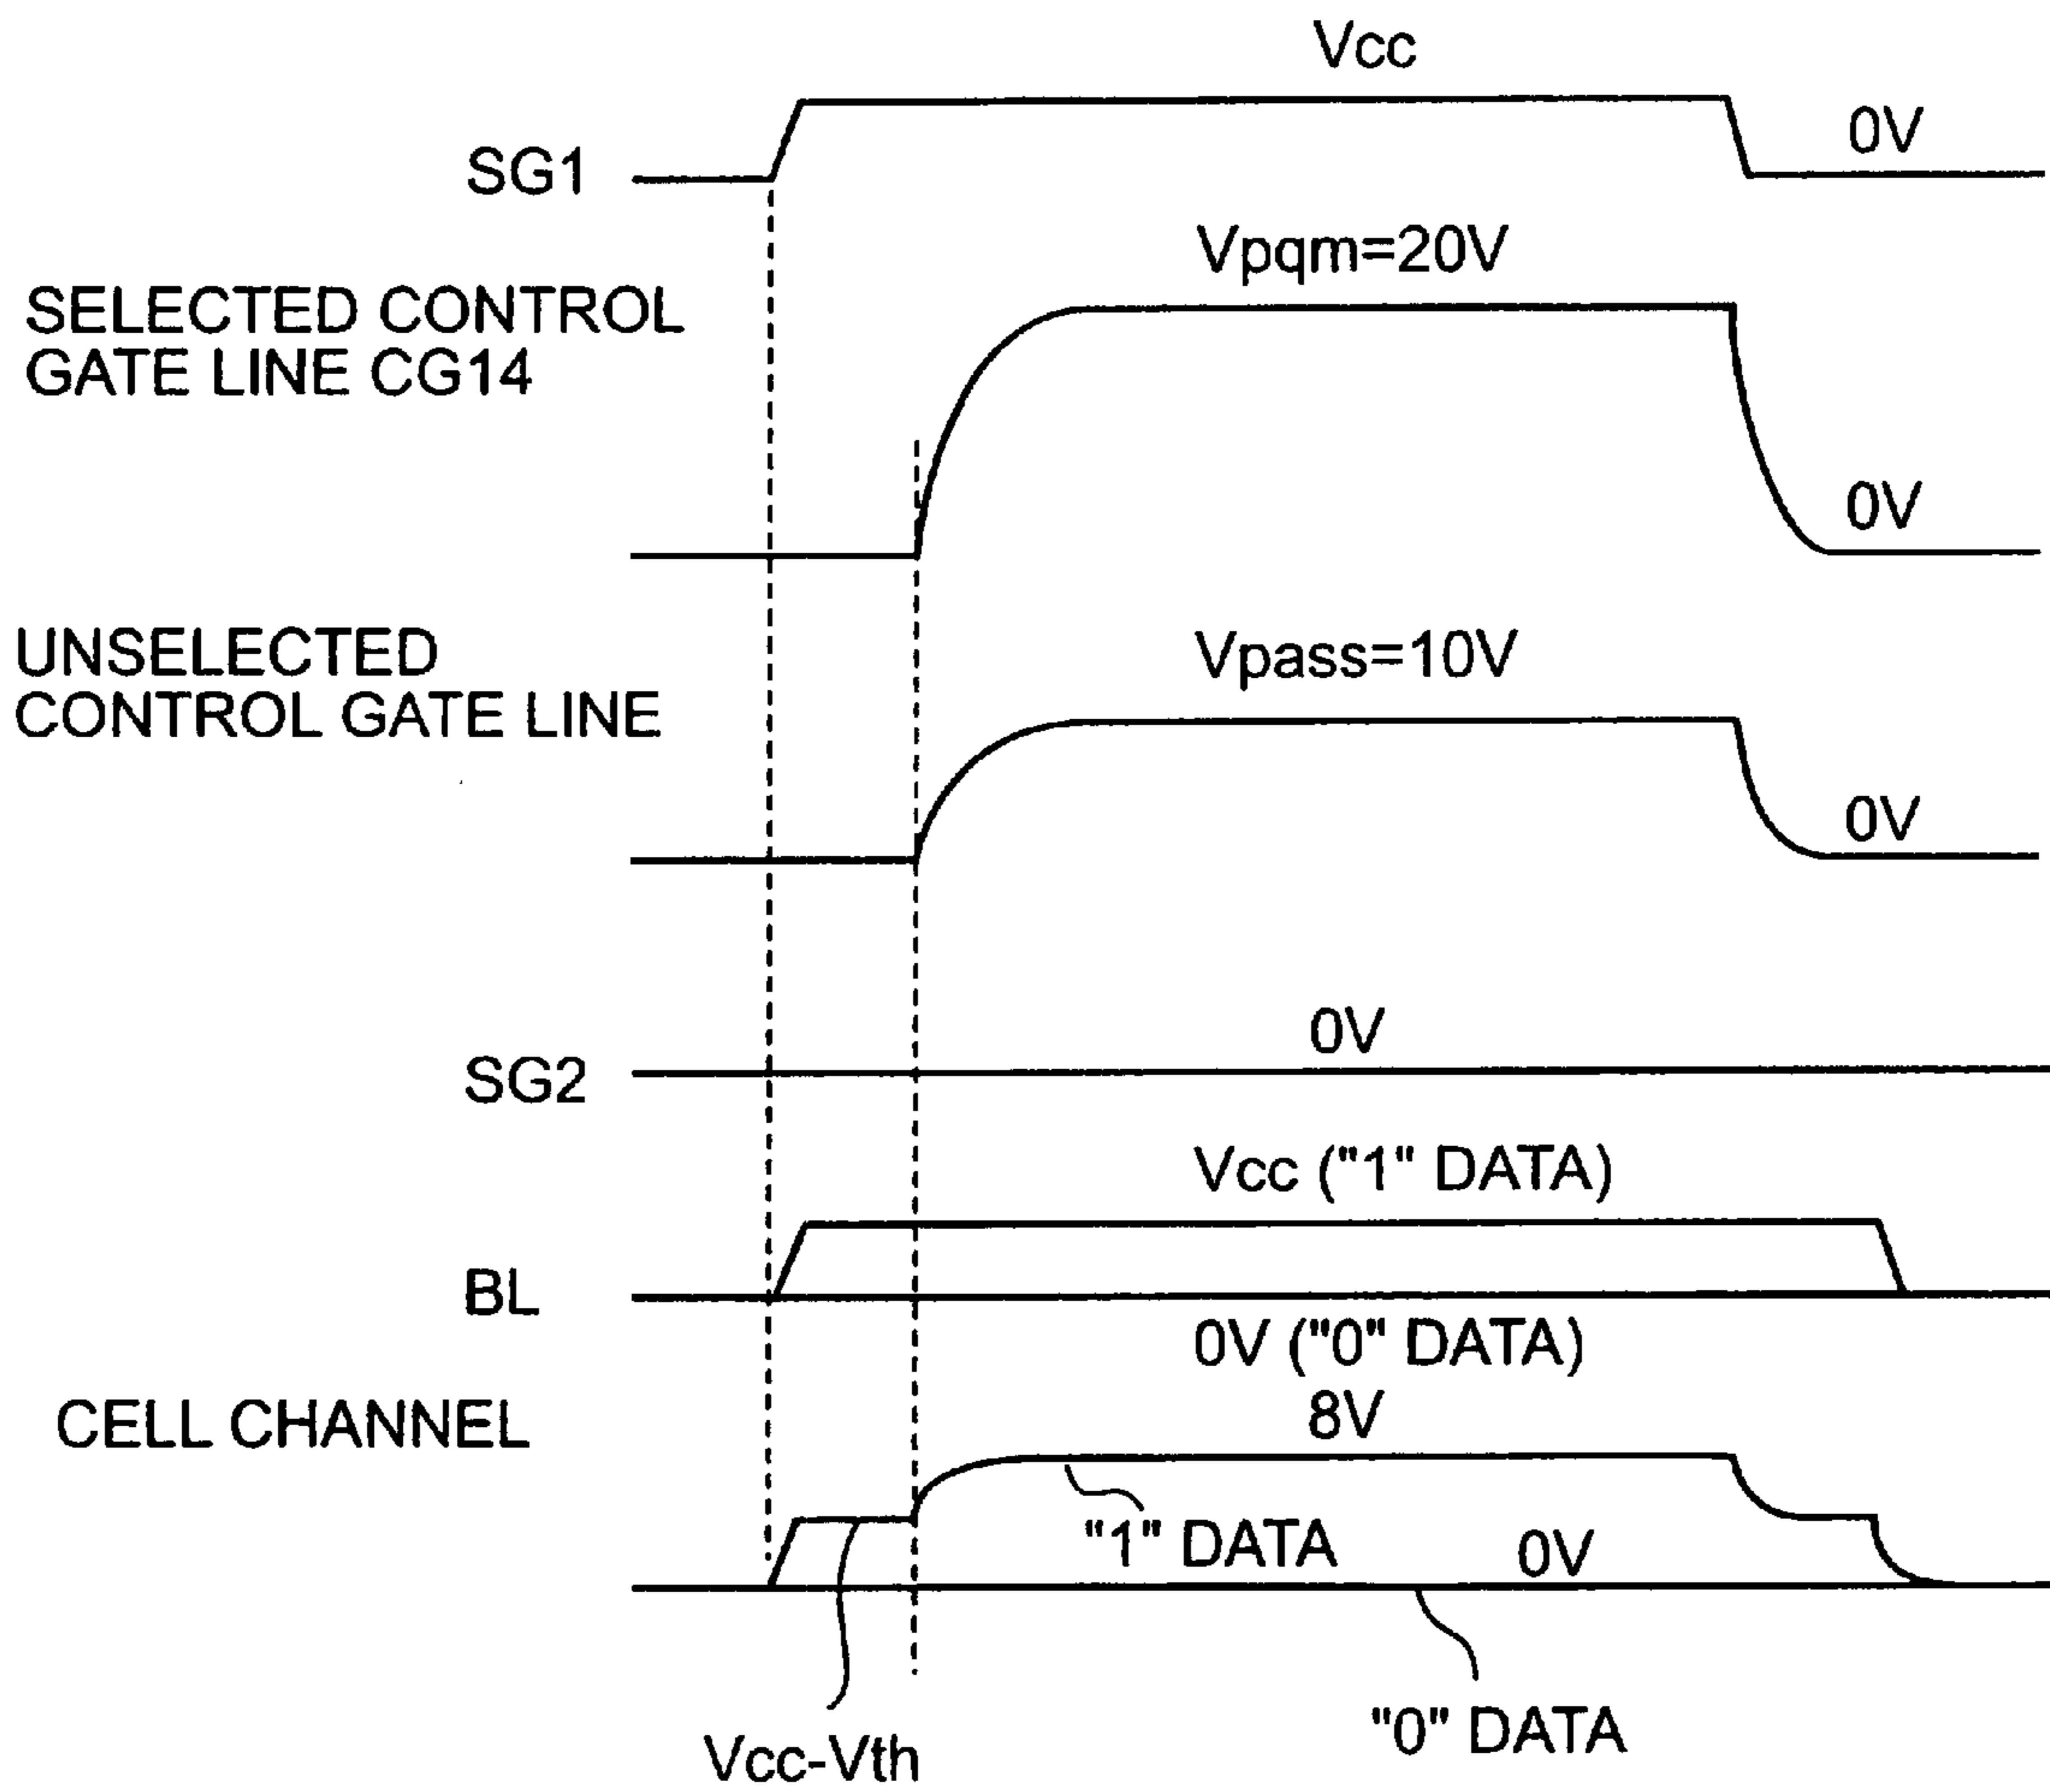 Vcc
SG1
0V
Vpqm=20V
SELECTED CONTROL
GATE LINE CG14
0V
UNSELECTED
CONTROL GATE LINE
Vpass=10V
0V
0V
SG2
Vcc ("1" DATA)
BL
0V ("0" DATA)
8V
CELL CHANNEL
"1" DATA
0V
"0" DATA
Vcc-Vth